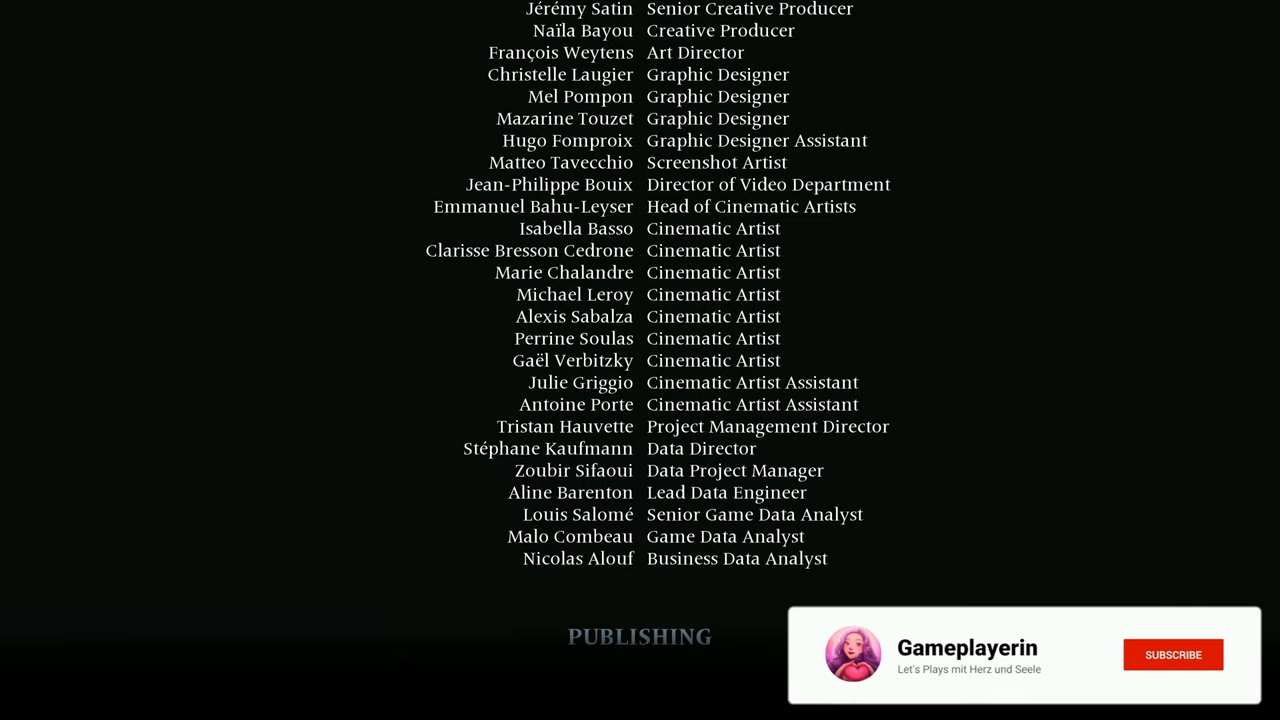 Jérémy Satin Senior Creative Producer
Naïla Bayou Creative Producer
François Weytens Art Director
Christelle Laugier Graphic Designer
Mel Pompon Graphic Designer
Mazarine Touzet Graphic Designer
Hugo Fomproix Graphic Designer Assistant
Matteo Tavecchio Screenshot Artist
Jean-Philippe Bouix Director of Video Department
Emmanuel Bahu-Leyser Head of Cinematic Artists
Isabella Basso Cinematic Artist
Clarisse Bresson Cedrone Cinematic Artist
Marie Chalandre Cinematic Artist
Michael Leroy Cinematic Artist
Alexis Sabalza Cinematic Artist
Perrine Soulas Cinematic Artist
Gaël Verbitzky Cinematic Artist
Julie Griggio Cinematic Artist Assistant
Antoine Porte Cinematic Artist Assistant
Tristan Hauvette Project Management Director
Stéphane Kaufmann Data Director
Zoubir Sifaoui Data Project Manager
Aline Barenton Lead Data Engineer
Louis Salomé Senior Game Data Analyst
Malo Combeau Game Data Analyst
Nicolas Alouf Business Data Analyst
PUBLISHING
Gameplayerin
Let's Plays mit Herz und Seele
SUBSCRIBE